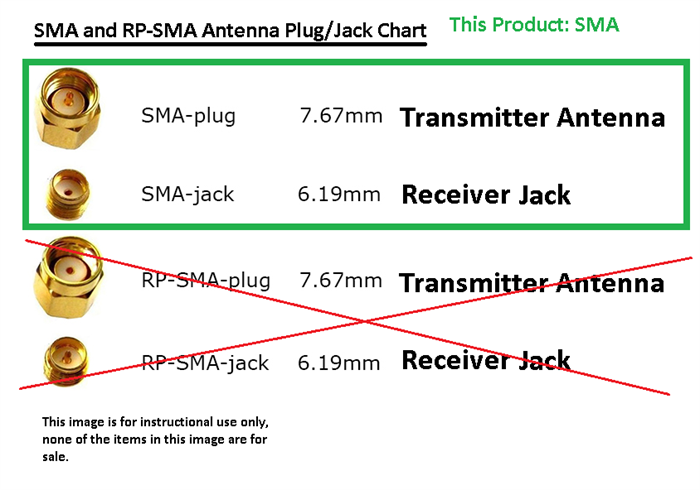 SMA and RP-SMA Antenna Plug/Jack Chart
This Product: SMA
SMA-plug 7.67mm Transmitter Antenna
SMA-jack 6.19mm Receiver Jack
RP-SMA-plug 7.67mm Transmitter Antenna
RP-SMA-jack 6.19mm Receiver Jack
This image is for instructional use only,
none of the items in this image are for
sale.